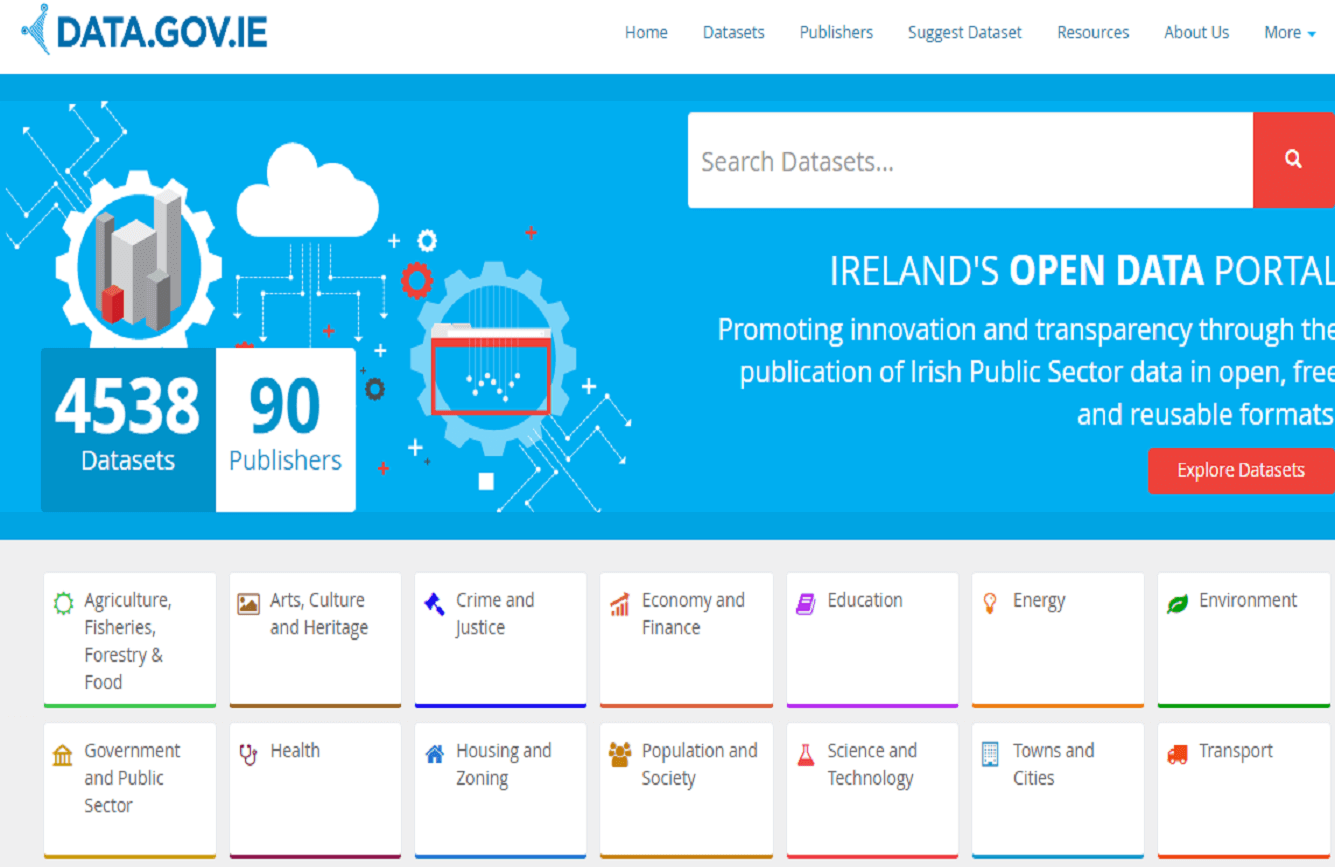 DATA.GOV.IE
Home Datasets Publishers Suggest Dataset Resources About Us More
Search Datasets...
IRELAND'S OPEN DATA PORTAL
Promoting innovation and transparency through the
publication of Irish Public Sector data in open, free
and reusable formats.
Explore Datasets
4538
Datasets
90
Publishers
Agriculture,
Fisheries,
Forestry &
Food
Arts, Culture
and Heritage
Crime and
Justice
Economy and
Finance
Education
Energy
Environment
Government
and Public
Sector
Health
Housing and
Zoning
Population and
Society
Science and
Technology
Towns and
Cities
Transport